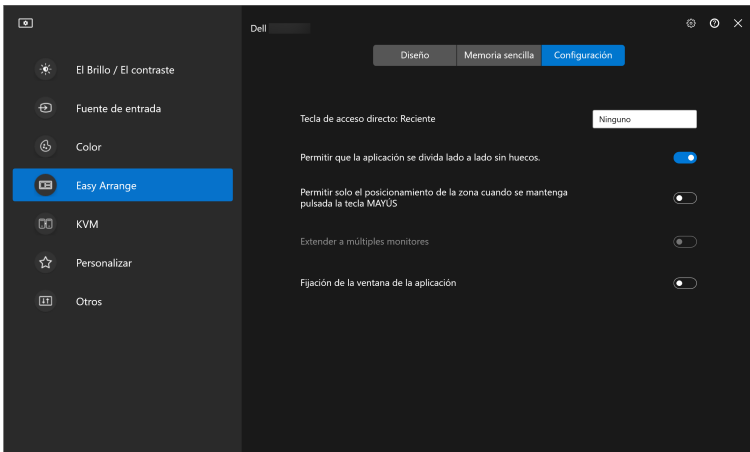 Dell
Diseño
Memoria sencilla
Configuración
El Brillo / El contraste
Fuente de entrada
Color
Easy Arrange
KVM
Personalizar
Otros
Tecla de acceso directo: Reciente
Ninguno
Permitir que la aplicación se divida lado a lado sin huecos.
Permitir solo el posicionamiento de la zona cuando se mantenga
pulsada la tecla MAYÚS
Extender a múltiples monitores
Fijación de la ventana de la aplicación